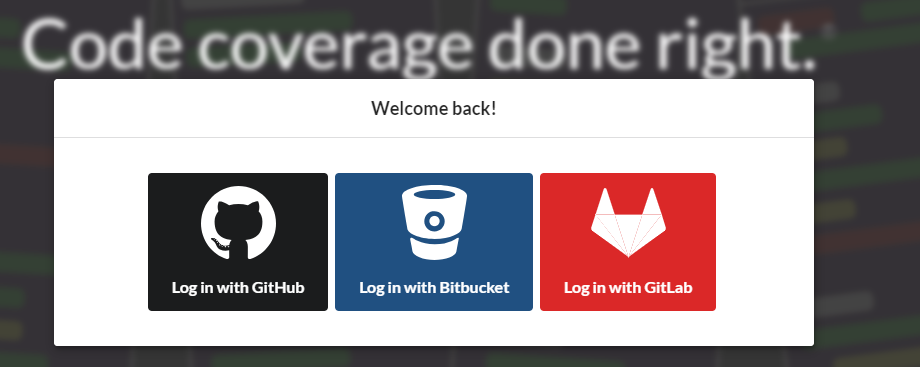 Code coverage done right.
Welcome back!
Log in with GitHub
Log in with Bitbucket
Log in with GitLab